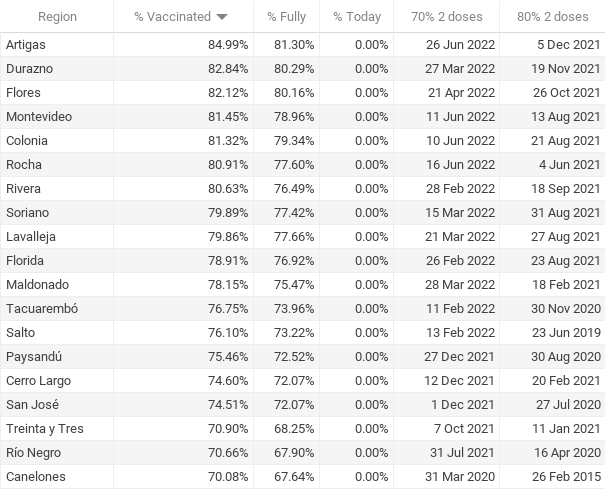 Region % Vaccinated % Fully % Today 70% 2 doses 80% 2 doses
Artigas 84.99% 81.30% 0.00% 26 Jun 2022 5 Dec 2021
Durazno 82.84% 80.29% 0.00% 27 Mar 2022 19 Nov 2021
Flores 82.12% 80.16% 0.00% 21 Apr 2022 26 Oct 2021
Montevideo 81.45% 78.96% 0.00% 11 Jun 2022 13 Aug 2021
Colonia 81.32% 79.34% 0.00% 10 Jun 2022 21 Aug 2021
Rocha 80.91% 77.60% 0.00% 16 Jun 2022 4 Jun 2021
Rivera 80.63% 76.49% 0.00% 28 Feb 2022 18 Sep 2021
Soriano 79.89% 77.42% 0.00% 15 Mar 2022 31 Aug 2021
Lavalleja 79.86% 77.66% 0.00% 21 Mar 2022 27 Aug 2021
Florida 78.91% 76.92% 0.00% 26 Feb 2022 23 Aug 2021
Maldonado 78.15% 75.47% 0.00% 28 Mar 2022 18 Feb 2021
Tacuarembó 76.75% 73.96% 0.00% 11 Feb 2022 30 Nov 2020
Salto 76.10% 73.22% 0.00% 13 Feb 2022 23 Jun 2019
Paysandú 75.46% 72.52% 0.00% 27 Dec 2021 30 Aug 2020
Cerro Largo 74.60% 72.07% 0.00% 12 Dec 2021 20 Feb 2021
San José 74.51% 72.07% 0.00% 1 Dec 2021 27 Jul 2020
Treinta y Tres 70.90% 68.25% 0.00% 7 Oct 2021 11 Jan 2021
Río Negro 70.66% 67.90% 0.00% 31 Jul 2021 16 Apr 2020
Canelones 70.08% 67.64% 0.00% 31 Mar 2020 26 Feb 2015